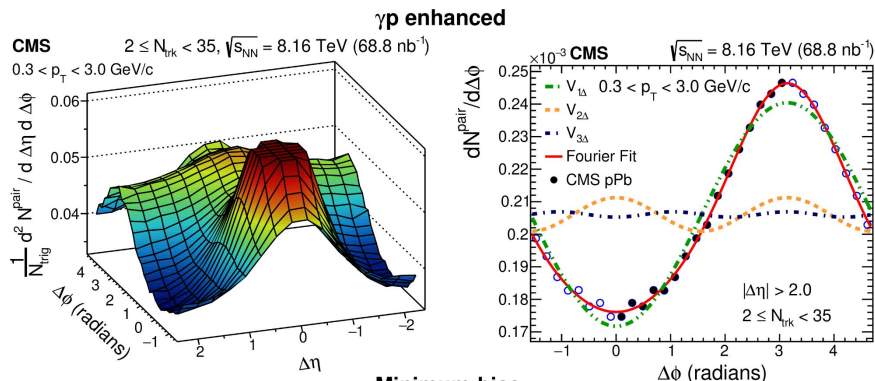 γp enhanced
CMS 2 ≤ N_trk < 35, √s_NN = 8.16 TeV (68.8 nb⁻¹)
0.3 < p_T < 3.0 GeV/c
0.06
0.05
0.04
1/N_trig d² N^pair / d Δη d Δϕ
4
3
2
1
0
−1
Δϕ (radians)
2
1
0
−1
−2
Δη
×10⁻³ CMS √s_NN = 8.16 TeV (68.8 nb⁻¹)
0.25
0.24
0.23
0.22
0.21
0.2
0.19
0.18
0.17
dN^pair/dΔϕ
V_1Δ 0.3 < p_T < 3.0 GeV/c
V_2Δ
V_3Δ
Fourier Fit
CMS pPb
|Δη| > 2.0
2 ≤ N_trk < 35
−1 0 1 2 3 4
Δϕ (radians)